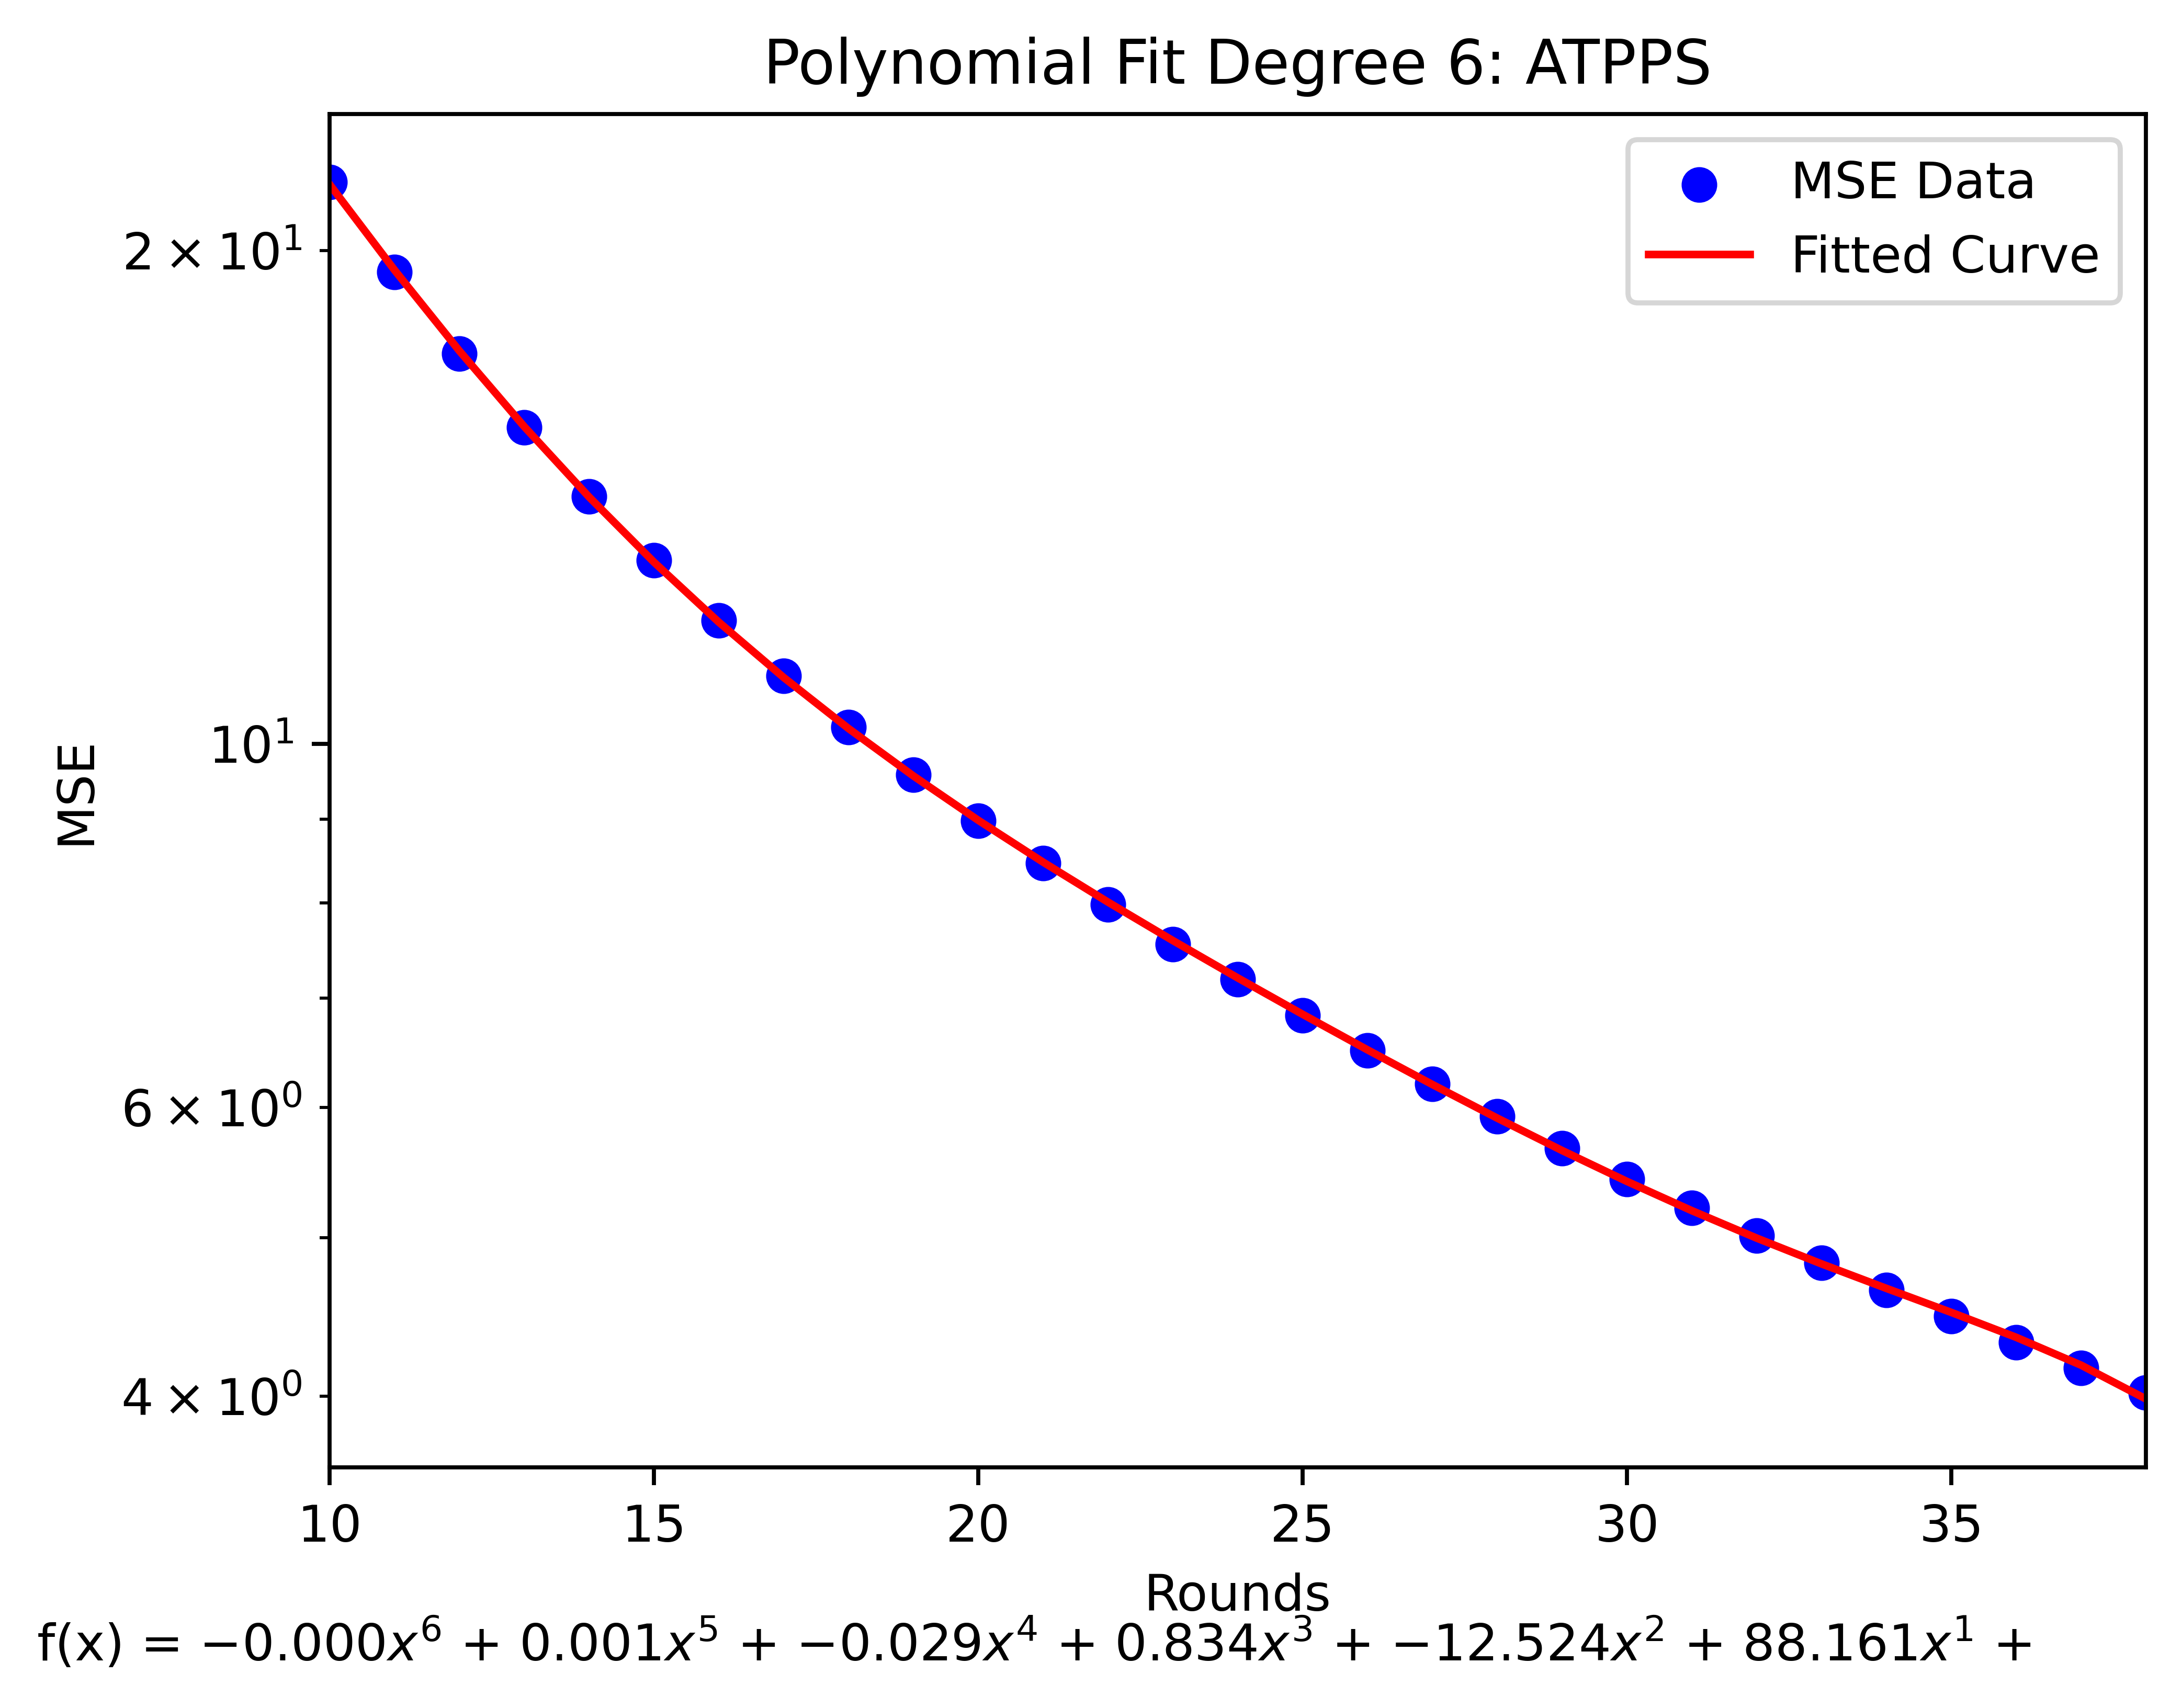 Polynomial Fit Degree 6: ATPPS
MSE Data
Fitted Curve
MSE
2 × 10¹
10¹
6 × 10⁰
4 × 10⁰
10 15 20 25 30 35
Rounds
f(x) = −0.000x⁶ + 0.001x⁵ + −0.029x⁴ + 0.834x³ + −12.524x² + 88.161x¹ +